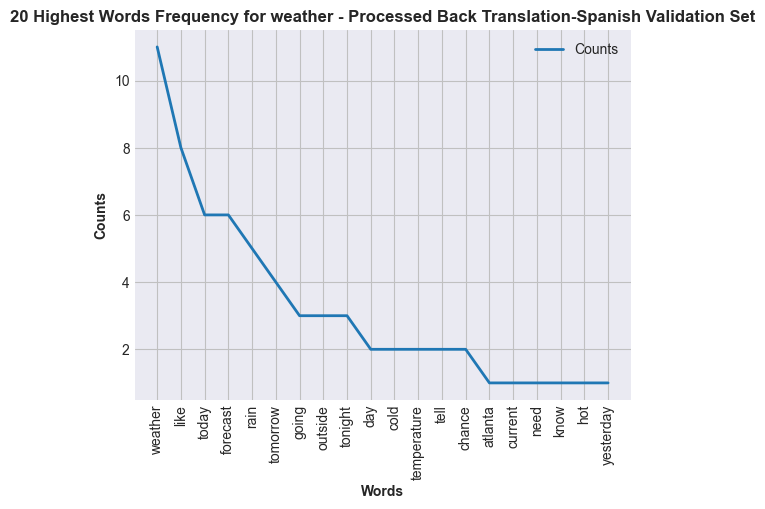 20 Highest Words Frequency for weather - Processed Back Translation-Spanish Validation Set
Counts
10
8
6
4
2
Counts
weather
like
today
forecast
rain
tomorrow
going
outside
tonight
day
cold
temperature
tell
chance
atlanta
current
need
know
hot
yesterday
Words